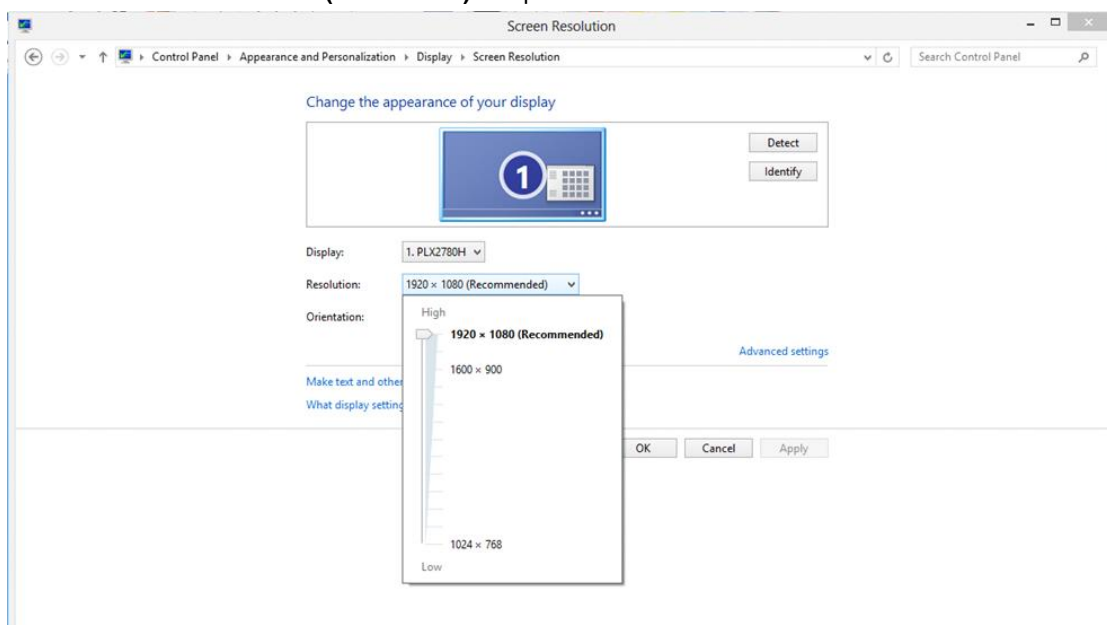 Screen Resolution
Control Panel Appearance and Personalization Display Screen Resolution Search Control Panel
Change the appearance of your display
1
Detect
Identify
Display: 1. PLX2780H
Resolution: 1920 × 1080 (Recommended)
Orientation:
High
1920 × 1080 (Recommended)
1600 × 900
1024 × 768
Low
Advanced settings
Make text and other
What display setting
OK Cancel Apply